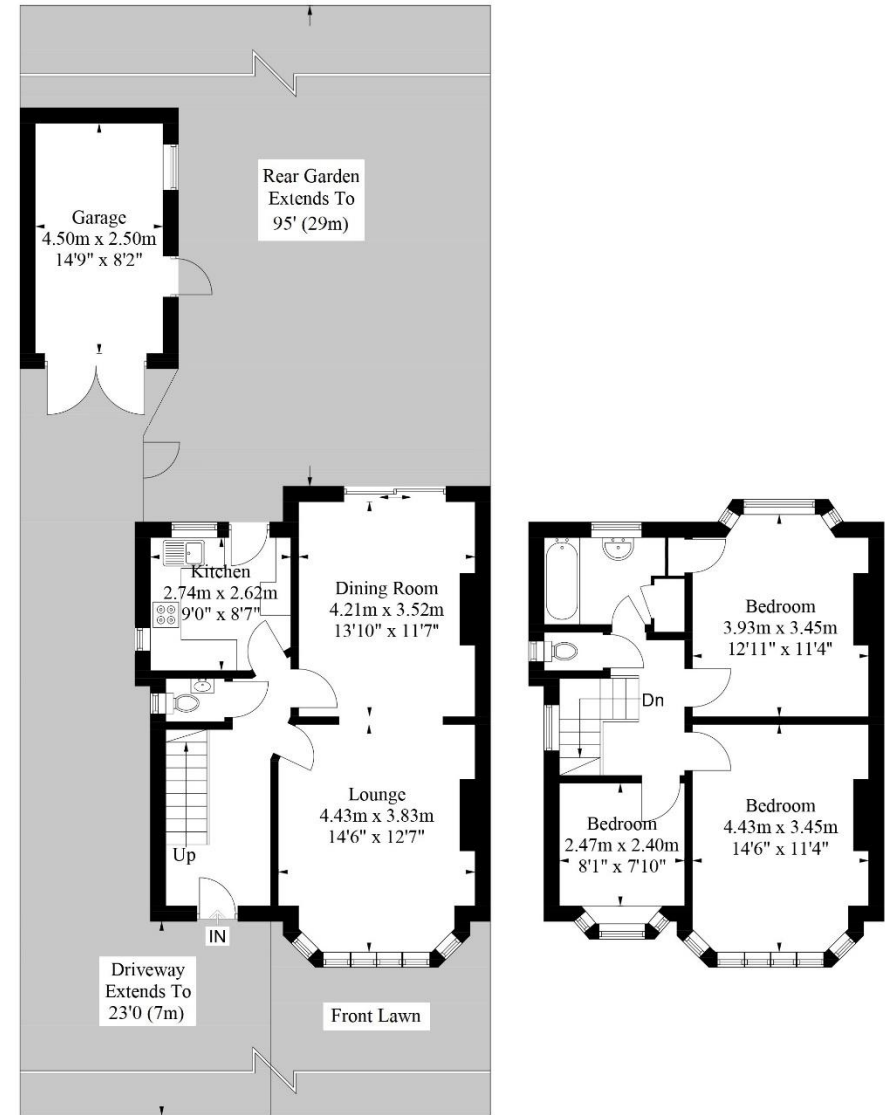 Rear Garden
Extends To
95' (29m)
Garage
4.50m x 2.50m
14'9" x 8'2"
Kitchen
2.74m x 2.62m
9'0" x 8'7"
Dining Room
4.21m x 3.52m
13'10" x 11'7"
Lounge
4.43m x 3.83m
14'6" x 12'7"
Up
IN
Driveway
Extends To
23'0 (7m)
Front Lawn
Bedroom
3.93m x 3.45m
12'11" x 11'4"
Dn
Bedroom
4.43m x 3.45m
14'6" x 11'4"
Bedroom
2.47m x 2.40m
8'1" x 7'10"